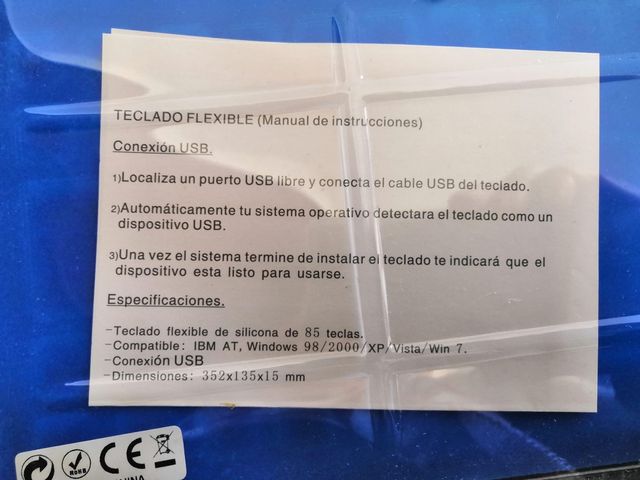 TECLADO FLEXIBLE (Manual de instrucciones)
Conexión USB.
1)Localiza un puerto USB libre y conecta el cable USB del teclado.
2)Automáticamente tu sistema operativo detectara el teclado como un
dispositivo USB.
3)Una vez el sistema termine de instalar el teclado te indicará que el
dispositivo esta listo para usarse.
Especificaciones.
-Teclado flexible de silicona de 85 teclas.
-Compatible: IBM AT, Windows 98/2000/XP/Vista/Win 7.
-Conexión USB
-Dimensiones: 352x135x15 mm
RoHS CE